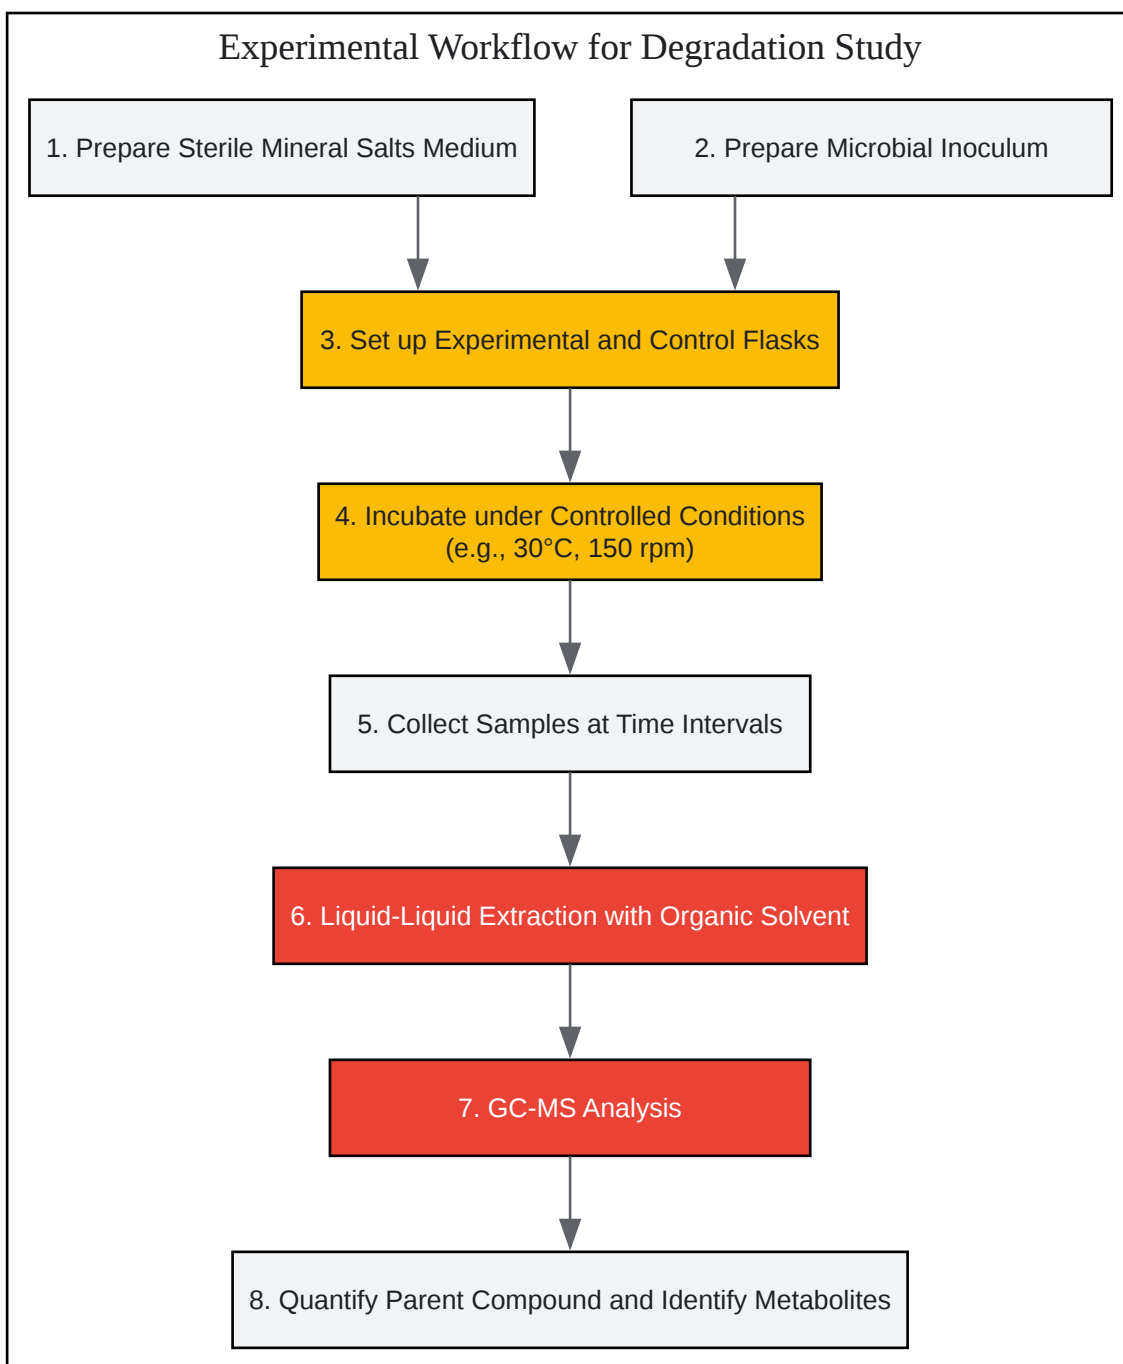 Experimental Workflow for Degradation Study
1. Prepare Sterile Mineral Salts Medium
2. Prepare Microbial Inoculum
3. Set up Experimental and Control Flasks
4. Incubate under Controlled Conditions
(e.g., 30°C, 150 rpm)
5. Collect Samples at Time Intervals
6. Liquid-Liquid Extraction with Organic Solvent
7. GC-MS Analysis
8. Quantify Parent Compound and Identify Metabolites